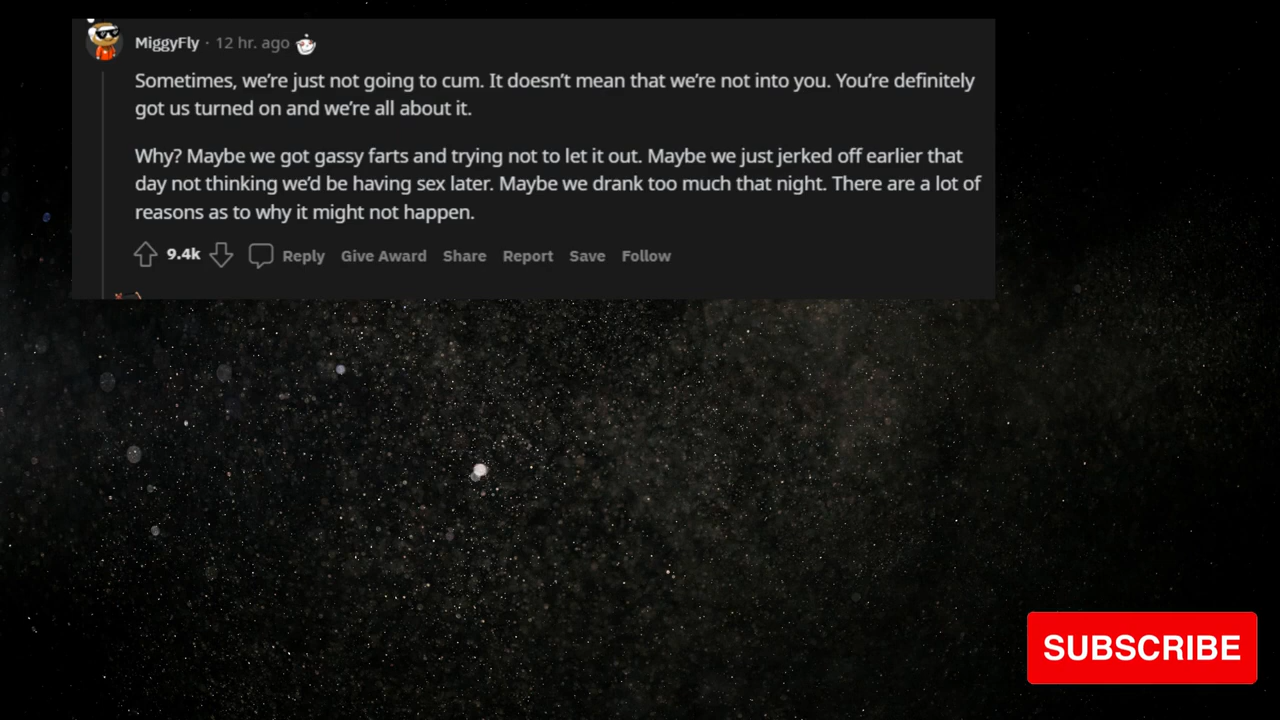 MiggyFly · 12 hr. ago
Sometimes, we're just not going to cum. It doesn't mean that we're not into you. You're definitely
got us turned on and we're all about it.
Why? Maybe we got gassy farts and trying not to let it out. Maybe we just jerked off earlier that
day not thinking we'd be having sex later. Maybe we drank too much that night. There are a lot of
reasons as to why it might not happen.
9.4k Reply Give Award Share Report Save Follow
SUBSCRIBE